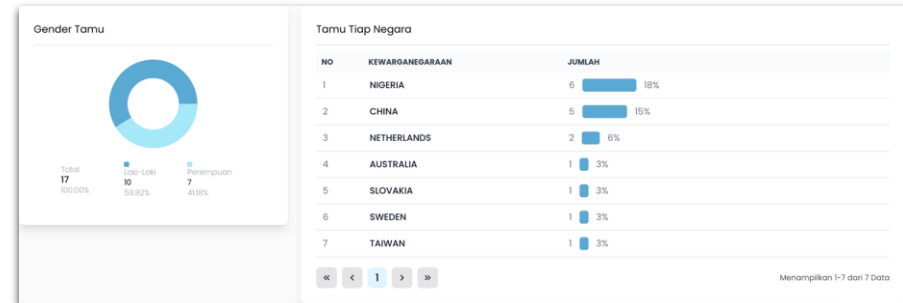 Gender Tamu
Total
17
100.00%
Laki-Laki
10
58.82%
Perempuan
7
41.18%
Tamu Tiap Negara
NO KEWARGANEGARAAN JUMLAH
1 NIGERIA 6 18%
2 CHINA 5 15%
3 NETHERLANDS 2 6%
4 AUSTRALIA 1 3%
5 SLOVAKIA 1 3%
6 SWEDEN 1 3%
7 TAIWAN 1 3%
« < 1 > »
Menampilkan 1-7 dari 7 Data